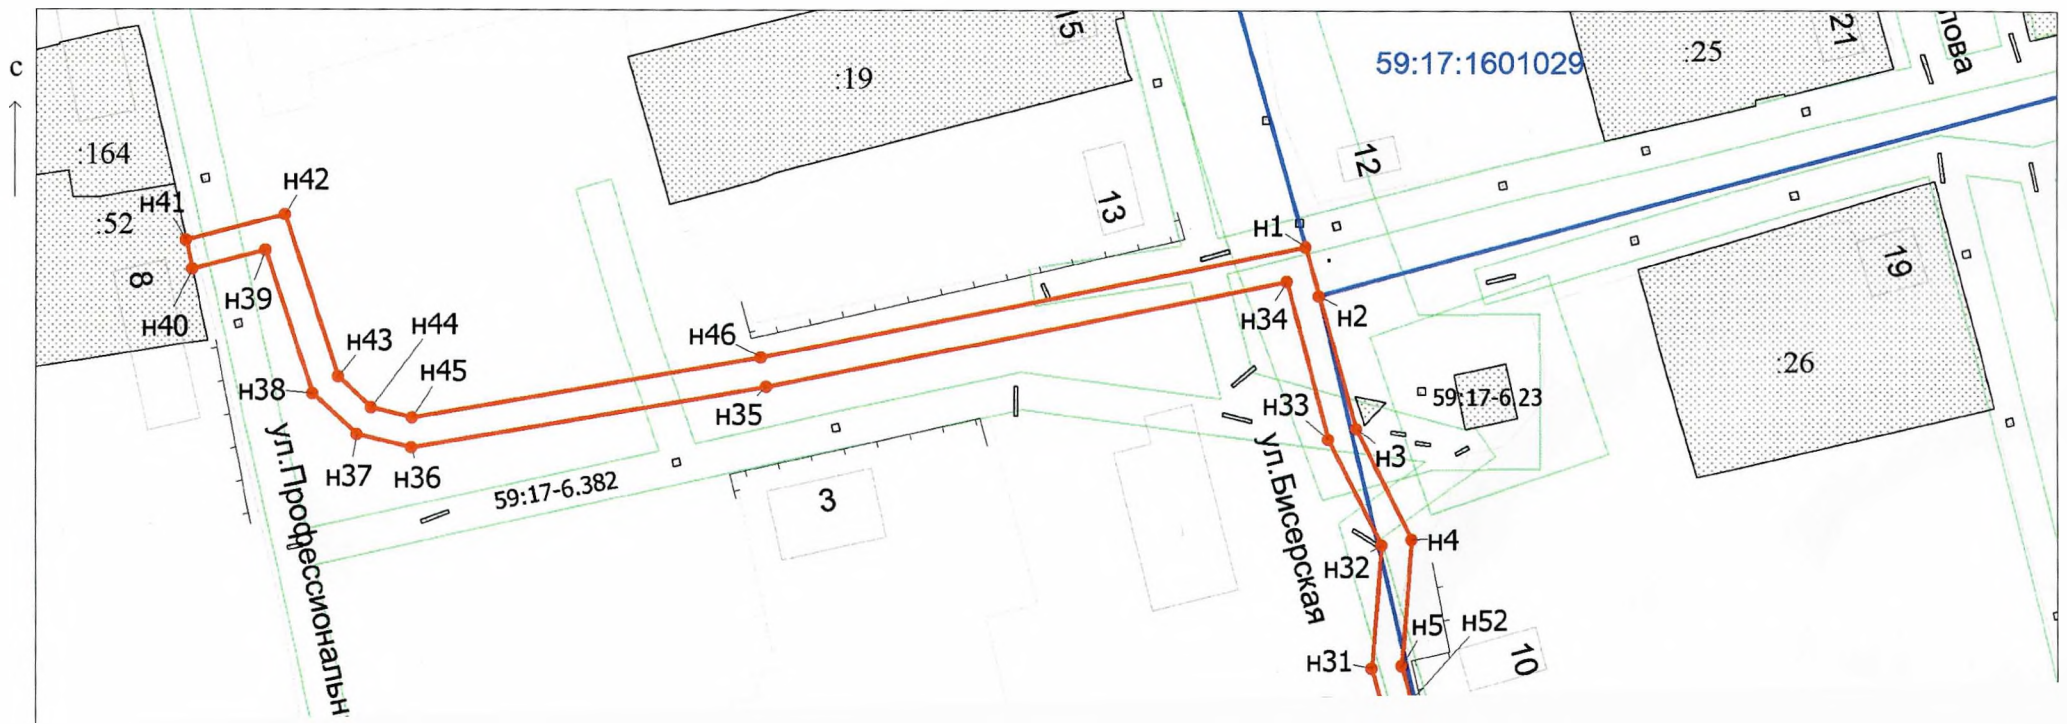 15
21
59:17:1601029
:25
с
:19
:164
12
н42
н41
:52
13
н1
8
19
н39
н2
н40
н34
н43
н44
н46
н45
:26
н38
59:17-6.23
н35
н33
ул.Профессиональн
н3
н37
н36
ул.Бисерская
59:17-6.382
3
н4
н32
н5
н52
н31
10